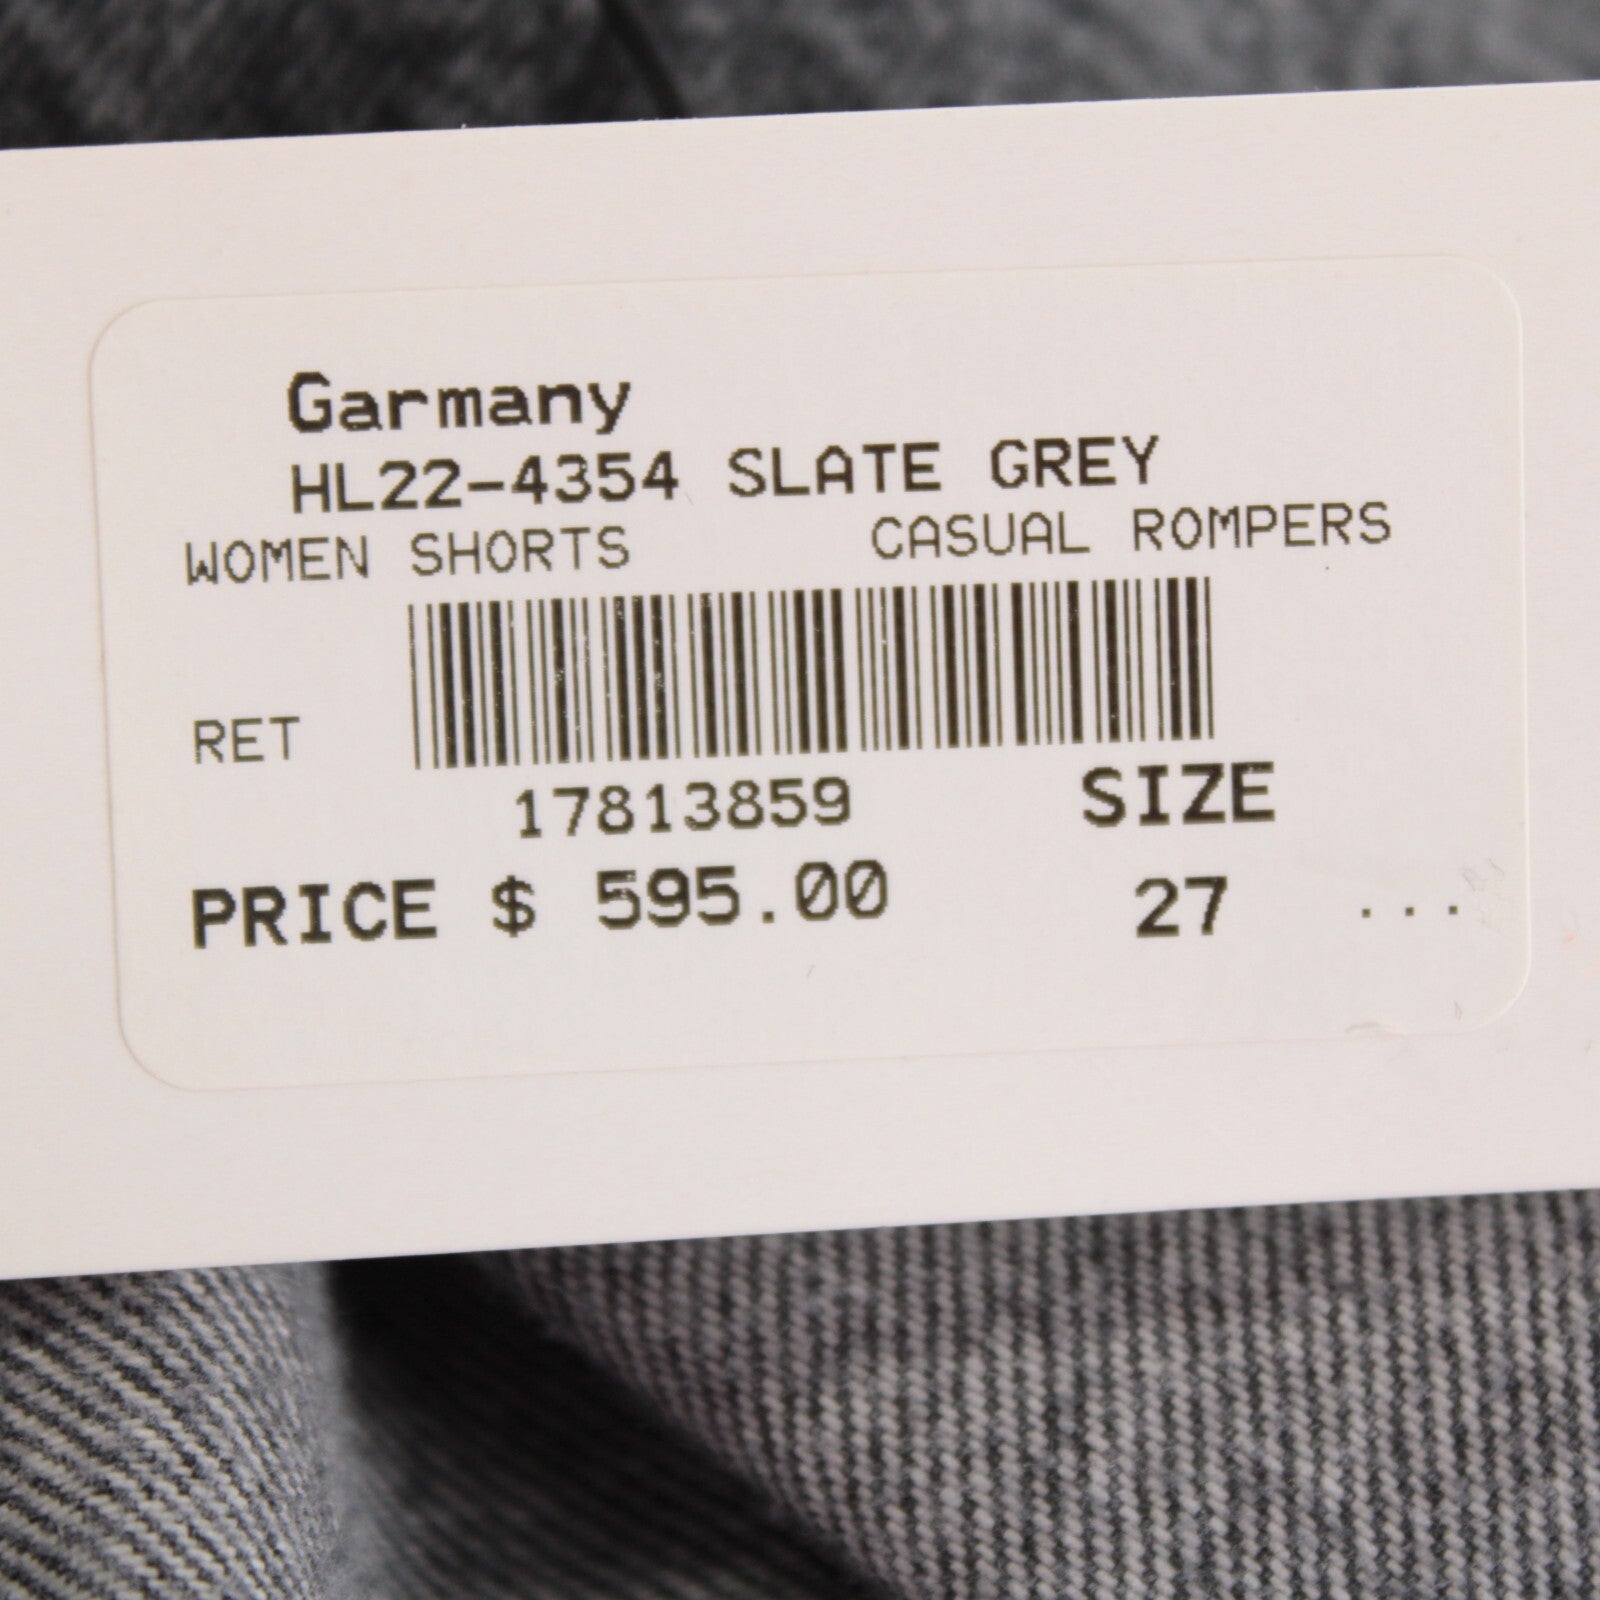 Garmany
HL22-4354 SLATE GREY
WOMEN SHORTS CASUAL ROMPERS
RET
17813859 SIZE
PRICE $ 595.00 27 ...